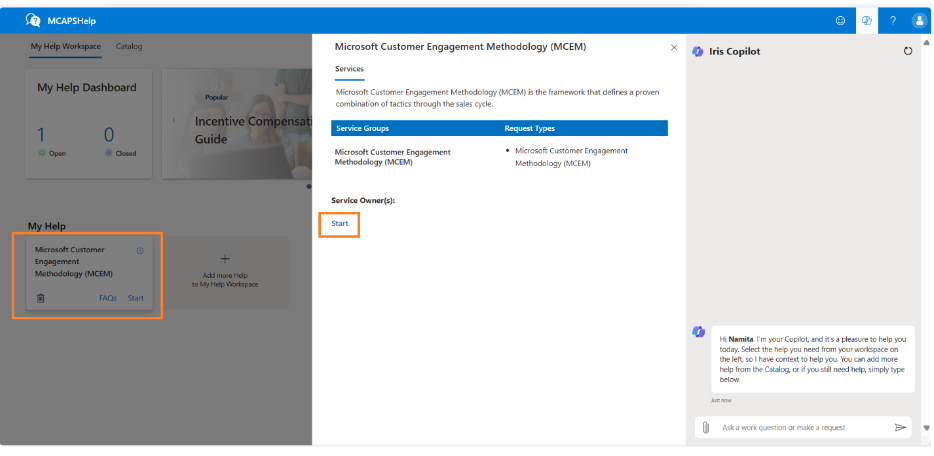 MCAPSHelp
?
My Help Workspace Catalog
My Help Dashboard
1 0
Open Closed
Popular
Incentive Compensati
Guide
My Help
Microsoft Customer
Engagement
Methodology (MCEM)
FAQs Start
+
Add more Help
to My Help Workspace
Microsoft Customer Engagement Methodology (MCEM)
Services
Microsoft Customer Engagement Methodology (MCEM) is the framework that defines a proven
combination of tactics through the sales cycle.
Service Groups Request Types
Microsoft Customer Engagement
Methodology (MCEM)
• Microsoft Customer Engagement
Methodology (MCEM)
Service Owner(s):
Start
Iris Copilot
Hi Namita. I'm your Copilot, and it's a pleasure to help you
today. Select the help you need from your workspace on
the left, so I have context to help you. You can add more
help from the Catalog, or if you still need help, simply type
below.
Just now
Ask a work question or make a request